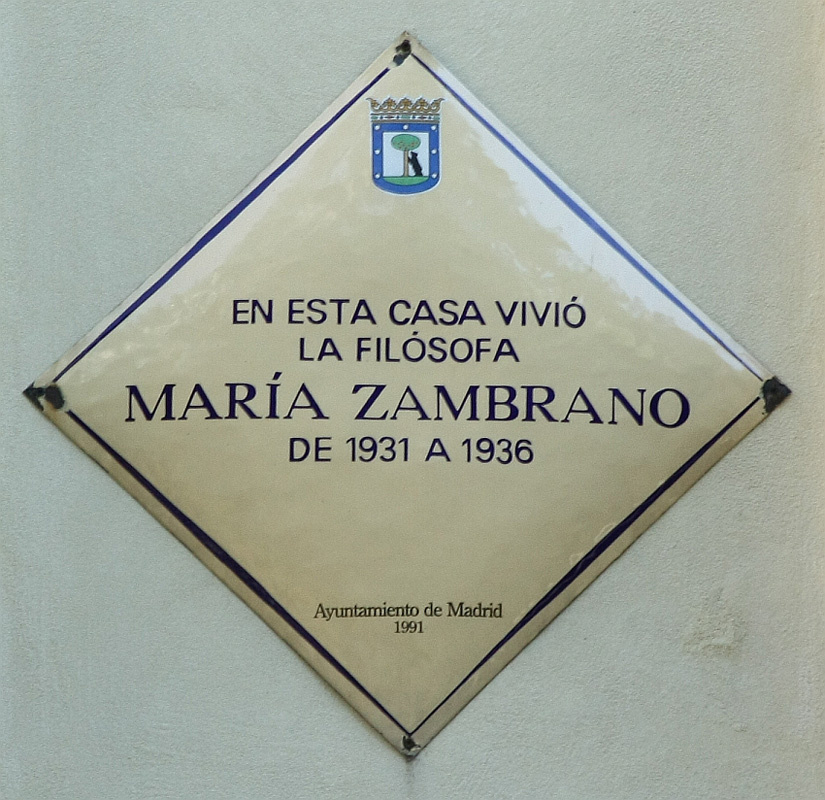 EN ESTA CASA VIVIÓ
LA FILÓSOFA
MARÍA ZAMBRANO
DE 1931 A 1936
Ayuntamiento de Madrid
1991